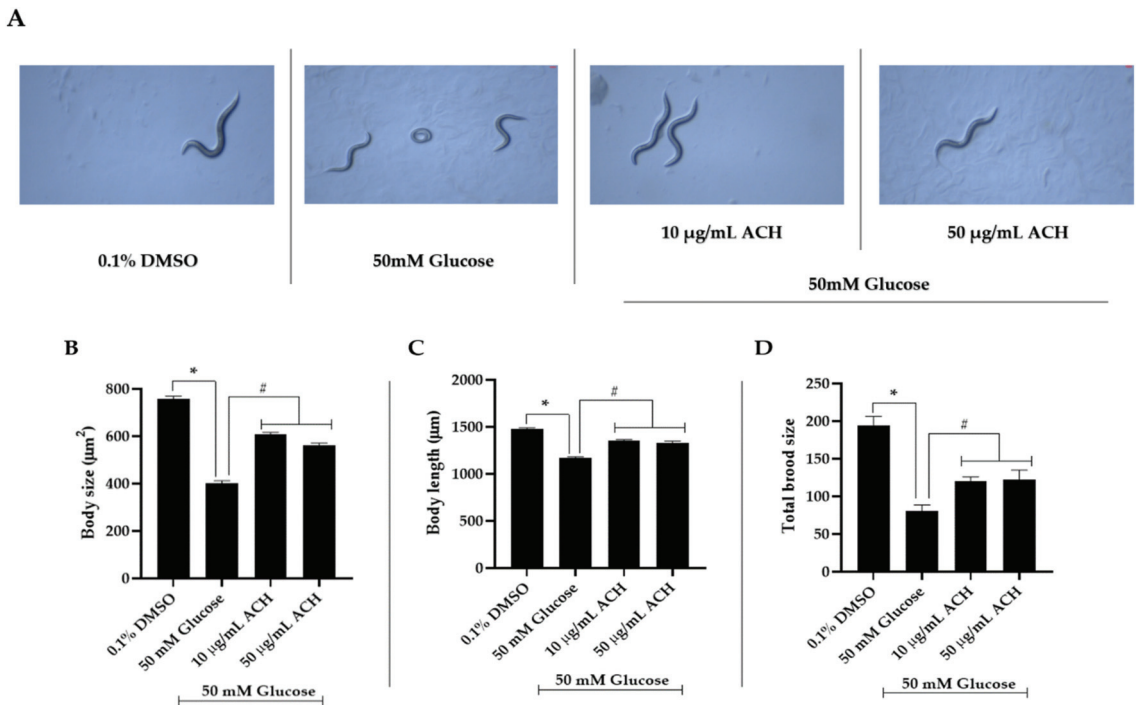 A
0.1% DMSO
50mM Glucose
10 µg/mL ACH
50 µg/mL ACH
50mM Glucose
B
Body size (µm²)
800
600
400
200
0
*
#
0.1% DMSO
50 mM Glucose
10 µg/mL ACH
50 µg/mL ACH
50 mM Glucose
C
Body length (µm)
2000
1500
1000
500
0
*
#
0.1% DMSO
50 mM Glucose
10 µg/mL ACH
50 µg/mL ACH
50 mM Glucose
D
Total brood size
250
200
150
100
50
0
*
#
0.1% DMSO
50 mM Glucose
10 µg/mL ACH
50 µg/mL ACH
50 mM Glucose